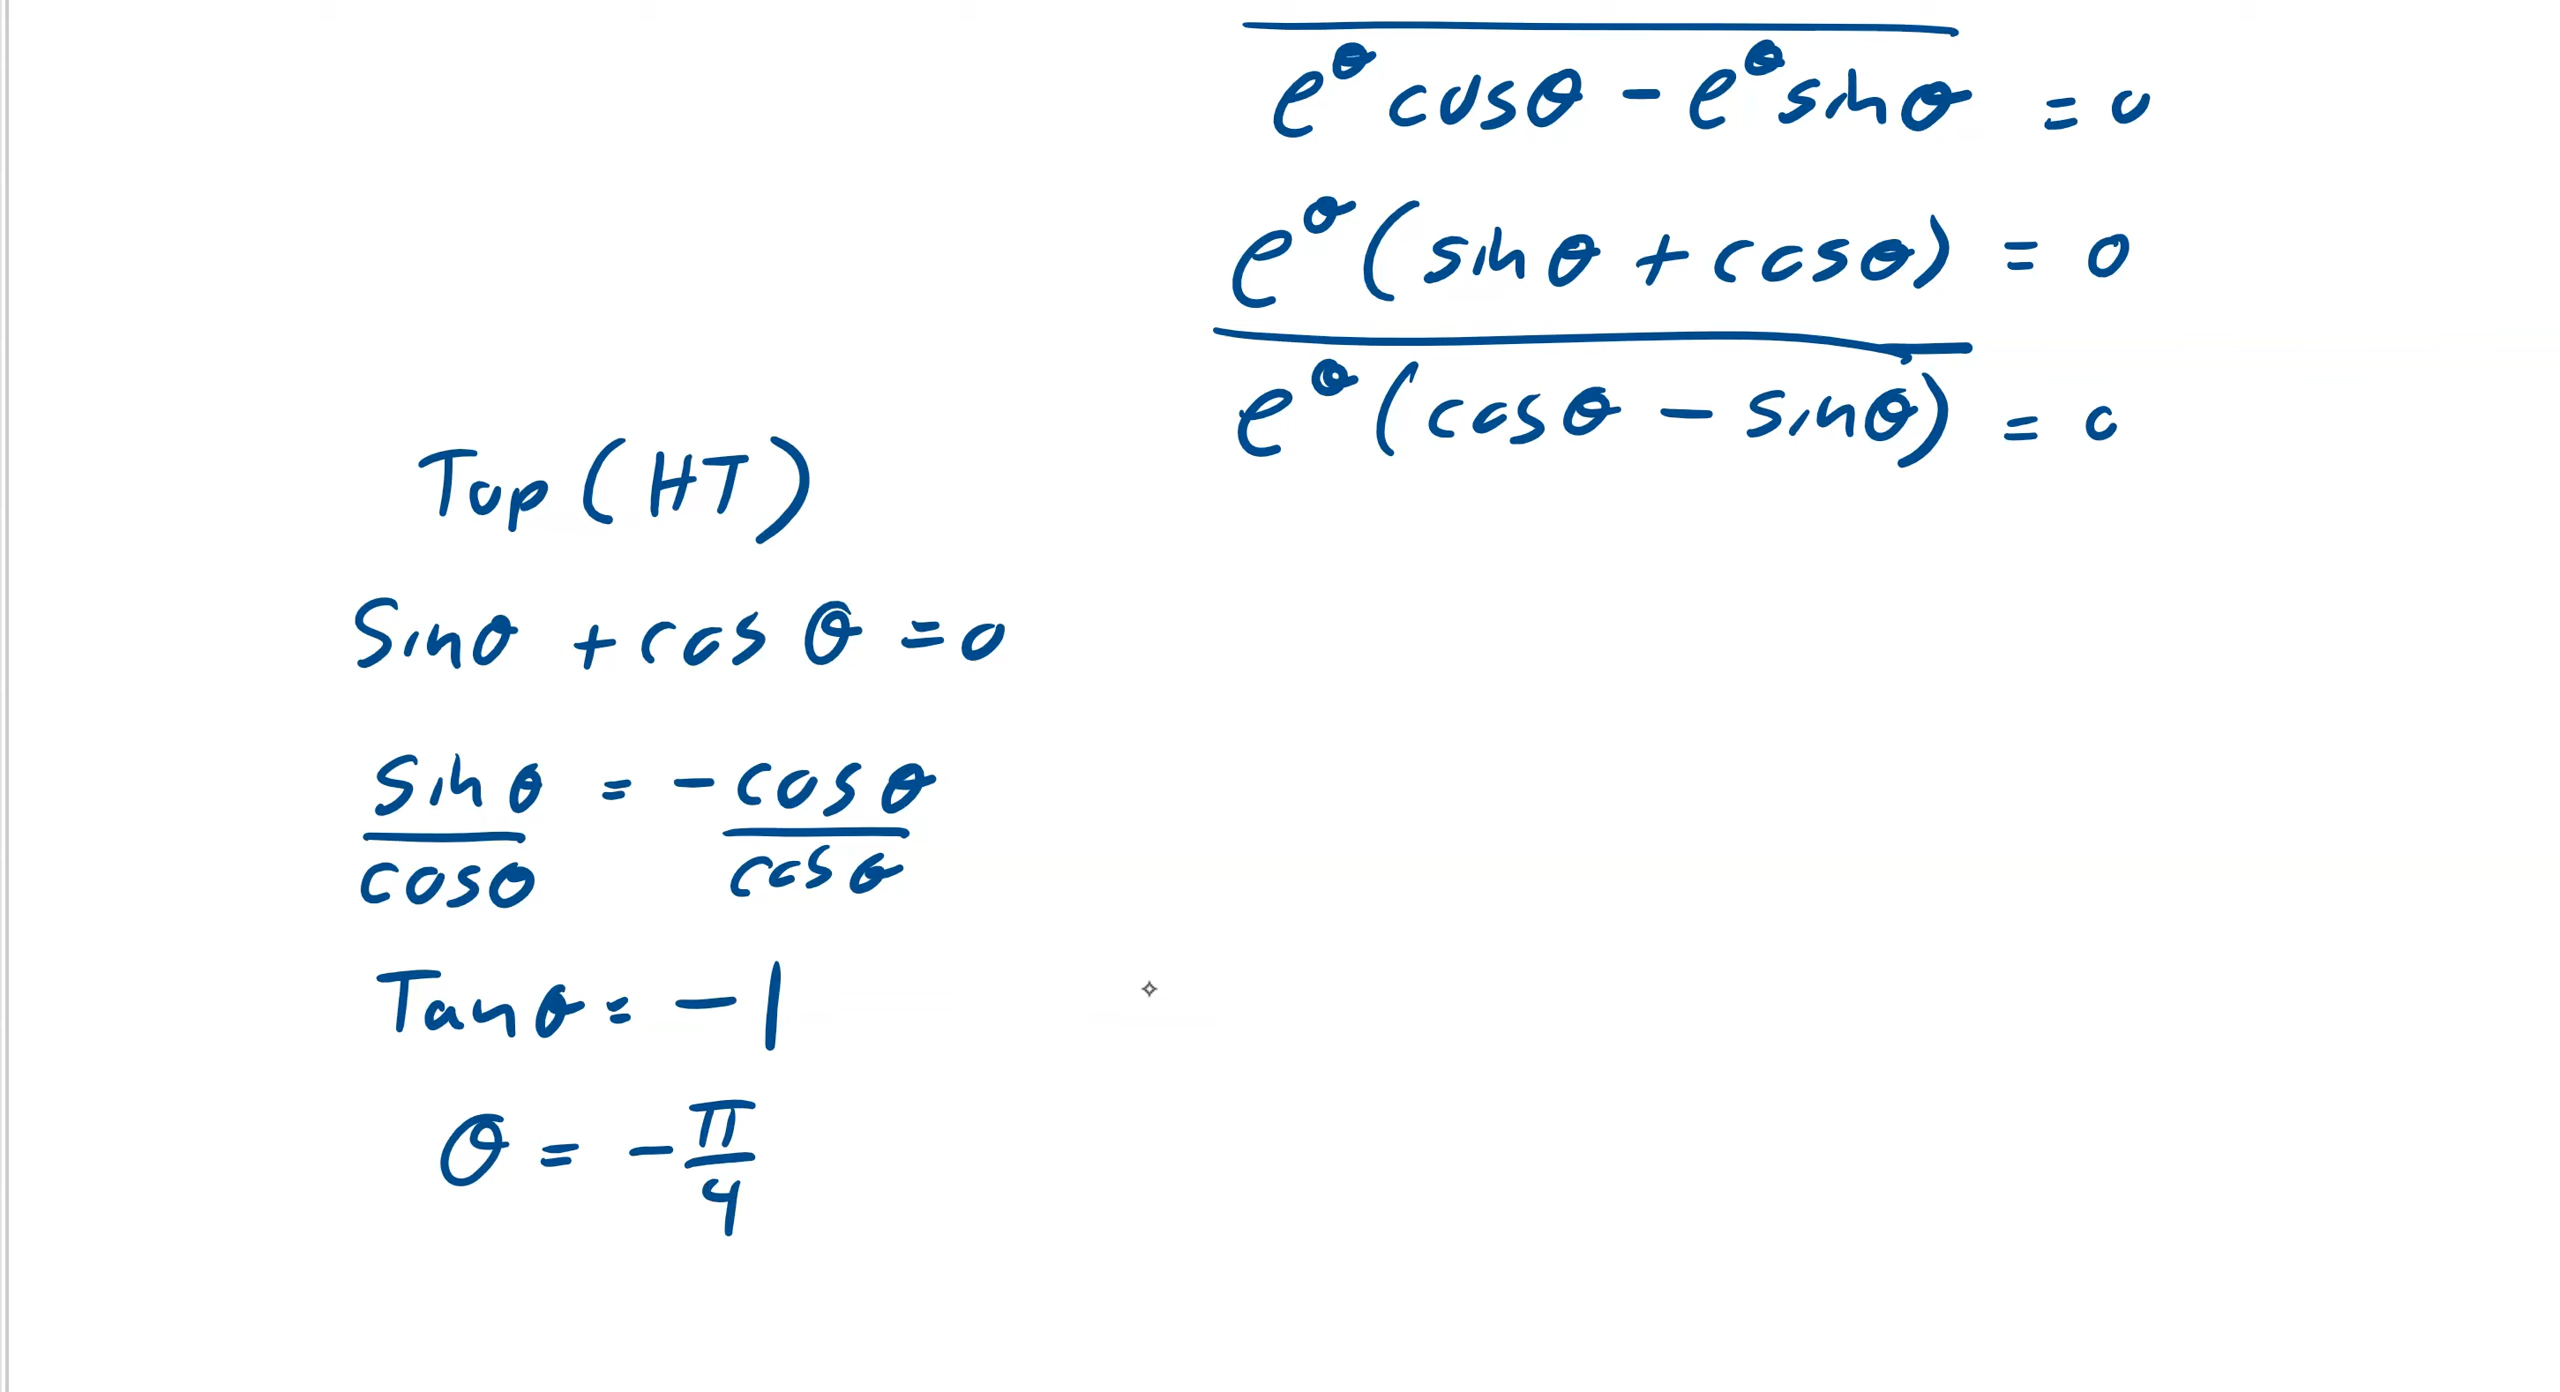 e^θ cosθ - e^θ sinθ = 0
e^θ (sinθ + cosθ) = 0
e^θ (cosθ - sinθ) = 0
Top (HT)
Sinθ + cos θ = 0
sinθ = -cosθ
cosθ cosθ
Tanθ = -1
θ = -π/4